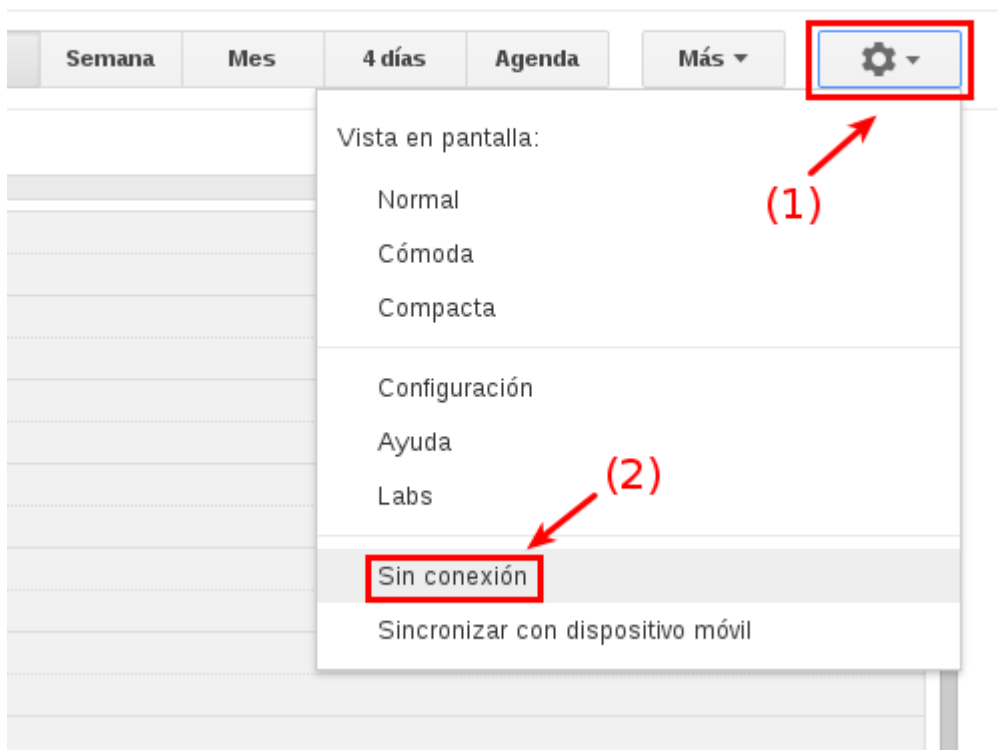 Semana Mes 4 días Agenda Más
Vista en pantalla:
(1)
Normal
Cómoda
Compacta
Configuración
Ayuda
(2)
Labs
Sin conexión
Sincronizar con dispositivo móvil